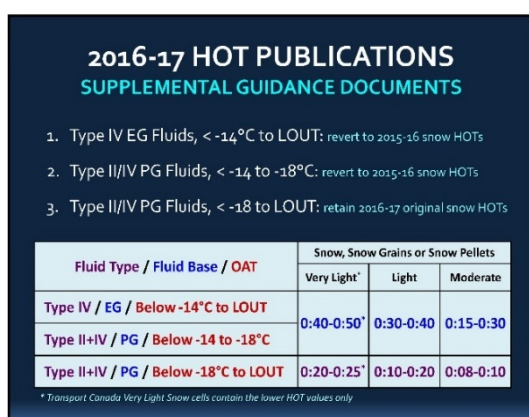 2016-17 HOT PUBLICATIONS
SUPPLEMENTAL GUIDANCE DOCUMENTS
1. Type IV EG Fluids, < -14°C to LOUT: revert to 2015-16 snow HOTs
2. Type II/IV PG Fluids, < -14 to -18°C: revert to 2015-16 snow HOTs
3. Type II/IV PG Fluids, < -18 to LOUT: retain 2016-17 original snow HOTs
Fluid Type / Fluid Base / OAT
Snow, Snow Grains or Snow Pellets
Very Light* Light Moderate
Type IV / EG / Below -14°C to LOUT
Type II+IV / PG / Below -14 to -18°C
0:40-0:50* 0:30-0:40 0:15-0:30
Type II+IV / PG / Below -18°C to LOUT 0:20-0:25* 0:10-0:20 0:08-0:10
* Transport Canada Very Light Snow cells contain the lower HOT values only